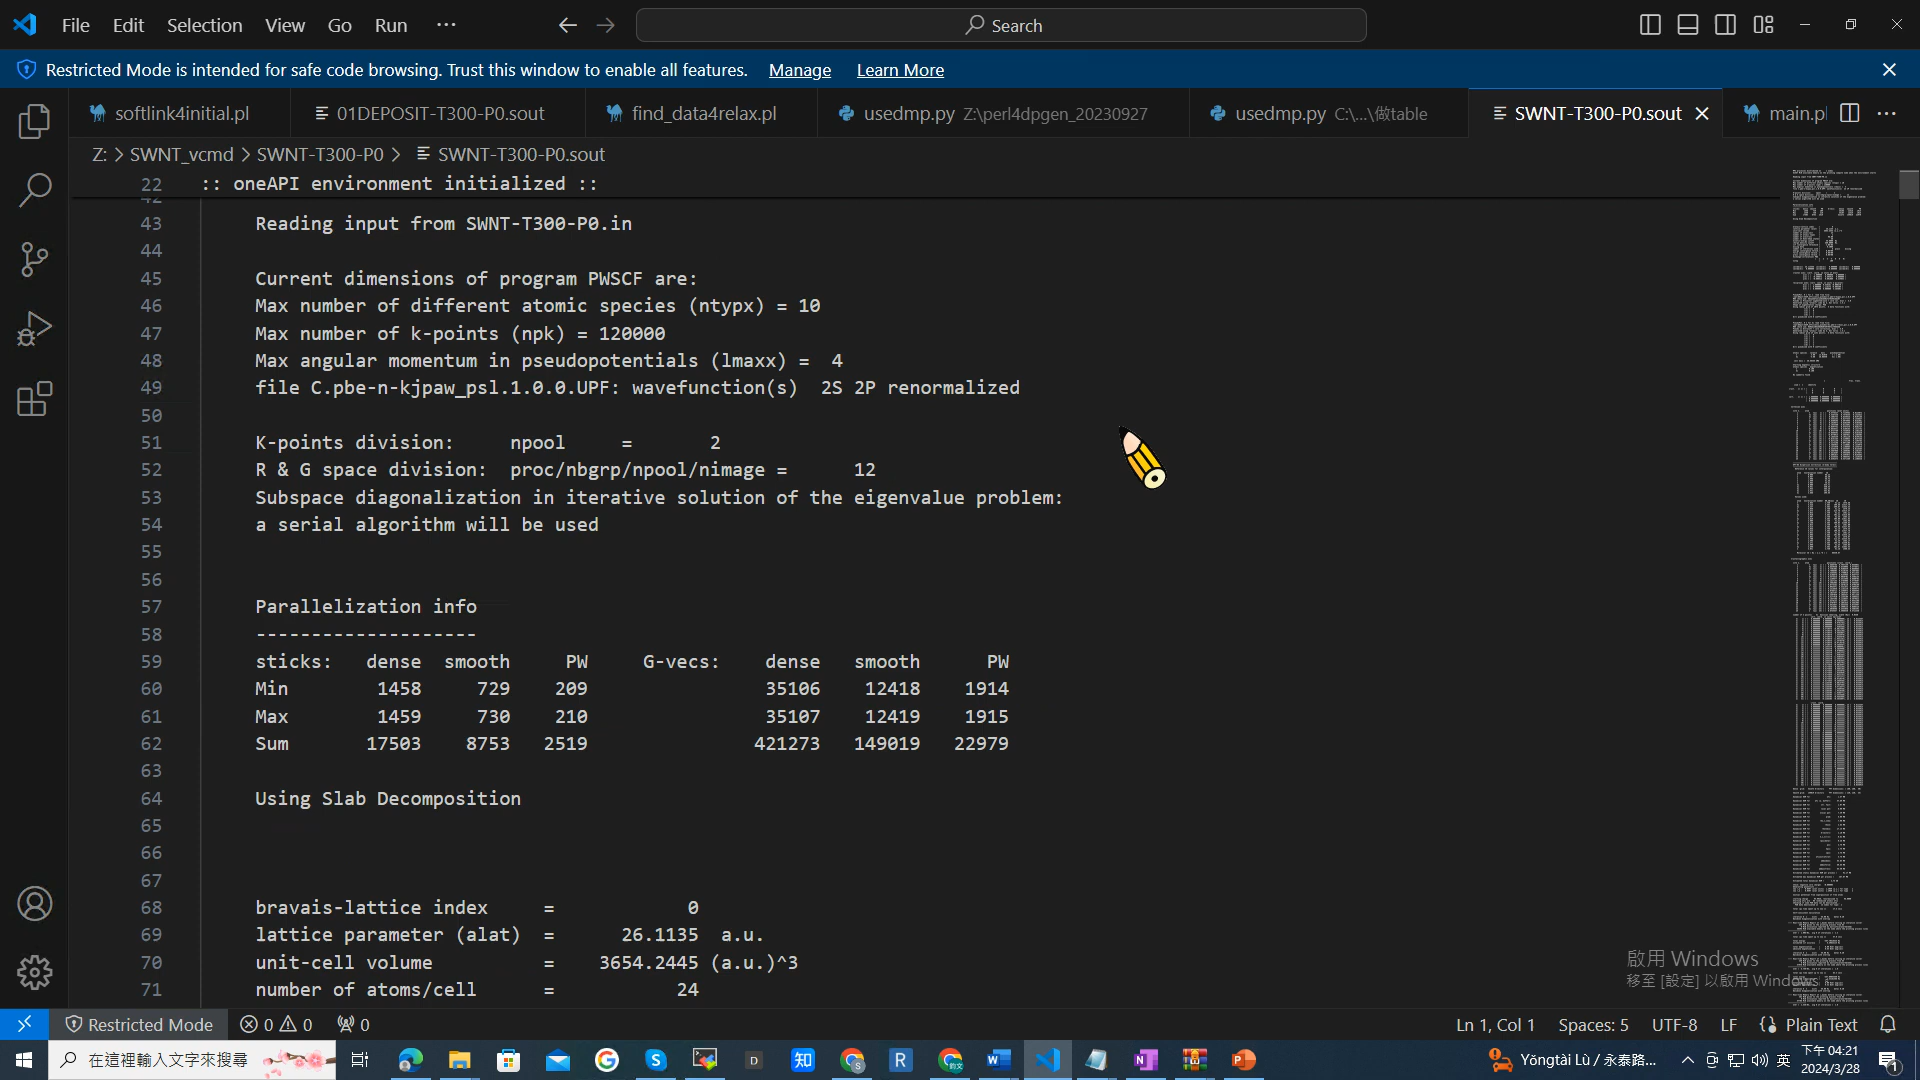 File Edit Selection View Go Run ··· Search
Restricted Mode is intended for safe code browsing. Trust this window to enable all features. Manage Learn More
softlink4initial.pl 01DEPOSIT-T300-P0.sout find_data4relax.pl usedmp.py Z:\perl4dpgen_20230927 usedmp.py C:\...\做table SWNT-T300-P0.sout main.pl
Z: > SWNT_vcmd > SWNT-T300-P0 > SWNT-T300-P0.sout
22 :: oneAPI environment initialized ::
42
43 Reading input from SWNT-T300-P0.in
44
45 Current dimensions of program PWSCF are:
46 Max number of different atomic species (ntypx) = 10
47 Max number of k-points (npk) = 120000
48 Max angular momentum in pseudopotentials (lmaxx) = 4
49 file C.pbe-n-kjpaw_psl.1.0.0.UPF: wavefunction(s) 2S 2P renormalized
50
51 K-points division: npool = 2
52 R & G space division: proc/nbgrp/npool/nimage = 12
53 Subspace diagonalization in iterative solution of the eigenvalue problem:
54 a serial algorithm will be used
55
56
57 Parallelization info
58 --------------------
59 sticks: dense smooth PW G-vecs: dense smooth PW
60 Min 1458 729 209 35106 12418 1914
61 Max 1459 730 210 35107 12419 1915
62 Sum 17503 8753 2519 421273 149019 22979
63
64 Using Slab Decomposition
65
66
67
68 bravais-lattice index = 0
69 lattice parameter (alat) = 26.1135 a.u.
70 unit-cell volume = 3654.2445 (a.u.)^3
71 number of atoms/cell = 24
啟用 Windows
移至 [設定] 以啟用 Windows。
Restricted Mode 0 0 0 Ln 1, Col 1 Spaces: 5 UTF-8 LF Plain Text
在這裡輸入文字來搜尋 Yǒngtài Lù / 永泰路... 英 下午 04:21
2024/3/28